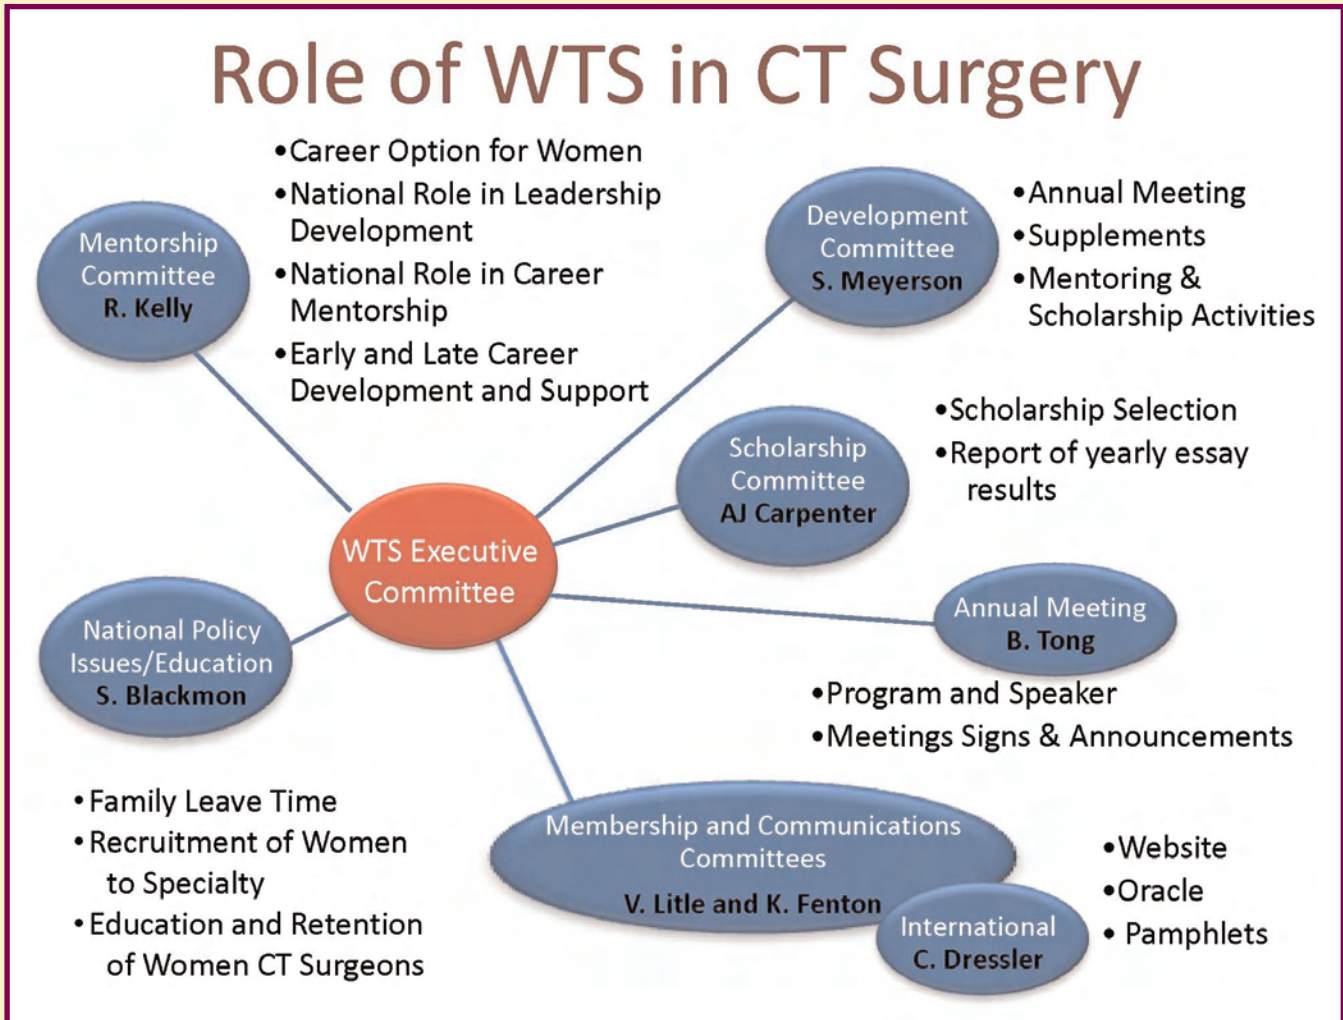 Role of WTS in CT Surgery
Mentorship
Committee
R. Kelly
•Career Option for Women
•National Role in Leadership
Development
•National Role in Career
Mentorship
•Early and Late Career
Development and Support
Development
Committee
S. Meyerson
•Annual Meeting
•Supplements
•Mentoring &
Scholarship Activities
Scholarship
Committee
AJ Carpenter
•Scholarship Selection
•Report of yearly essay
results
WTS Executive
Committee
National Policy
Issues/Education
S. Blackmon
Annual Meeting
B. Tong
•Program and Speaker
•Meetings Signs & Announcements
•Family Leave Time
•Recruitment of Women
to Specialty
•Education and Retention
of Women CT Surgeons
Membership and Communications
Committees
V. Litle and K. Fenton
International
C. Dressler
•Website
•Oracle
• Pamphlets